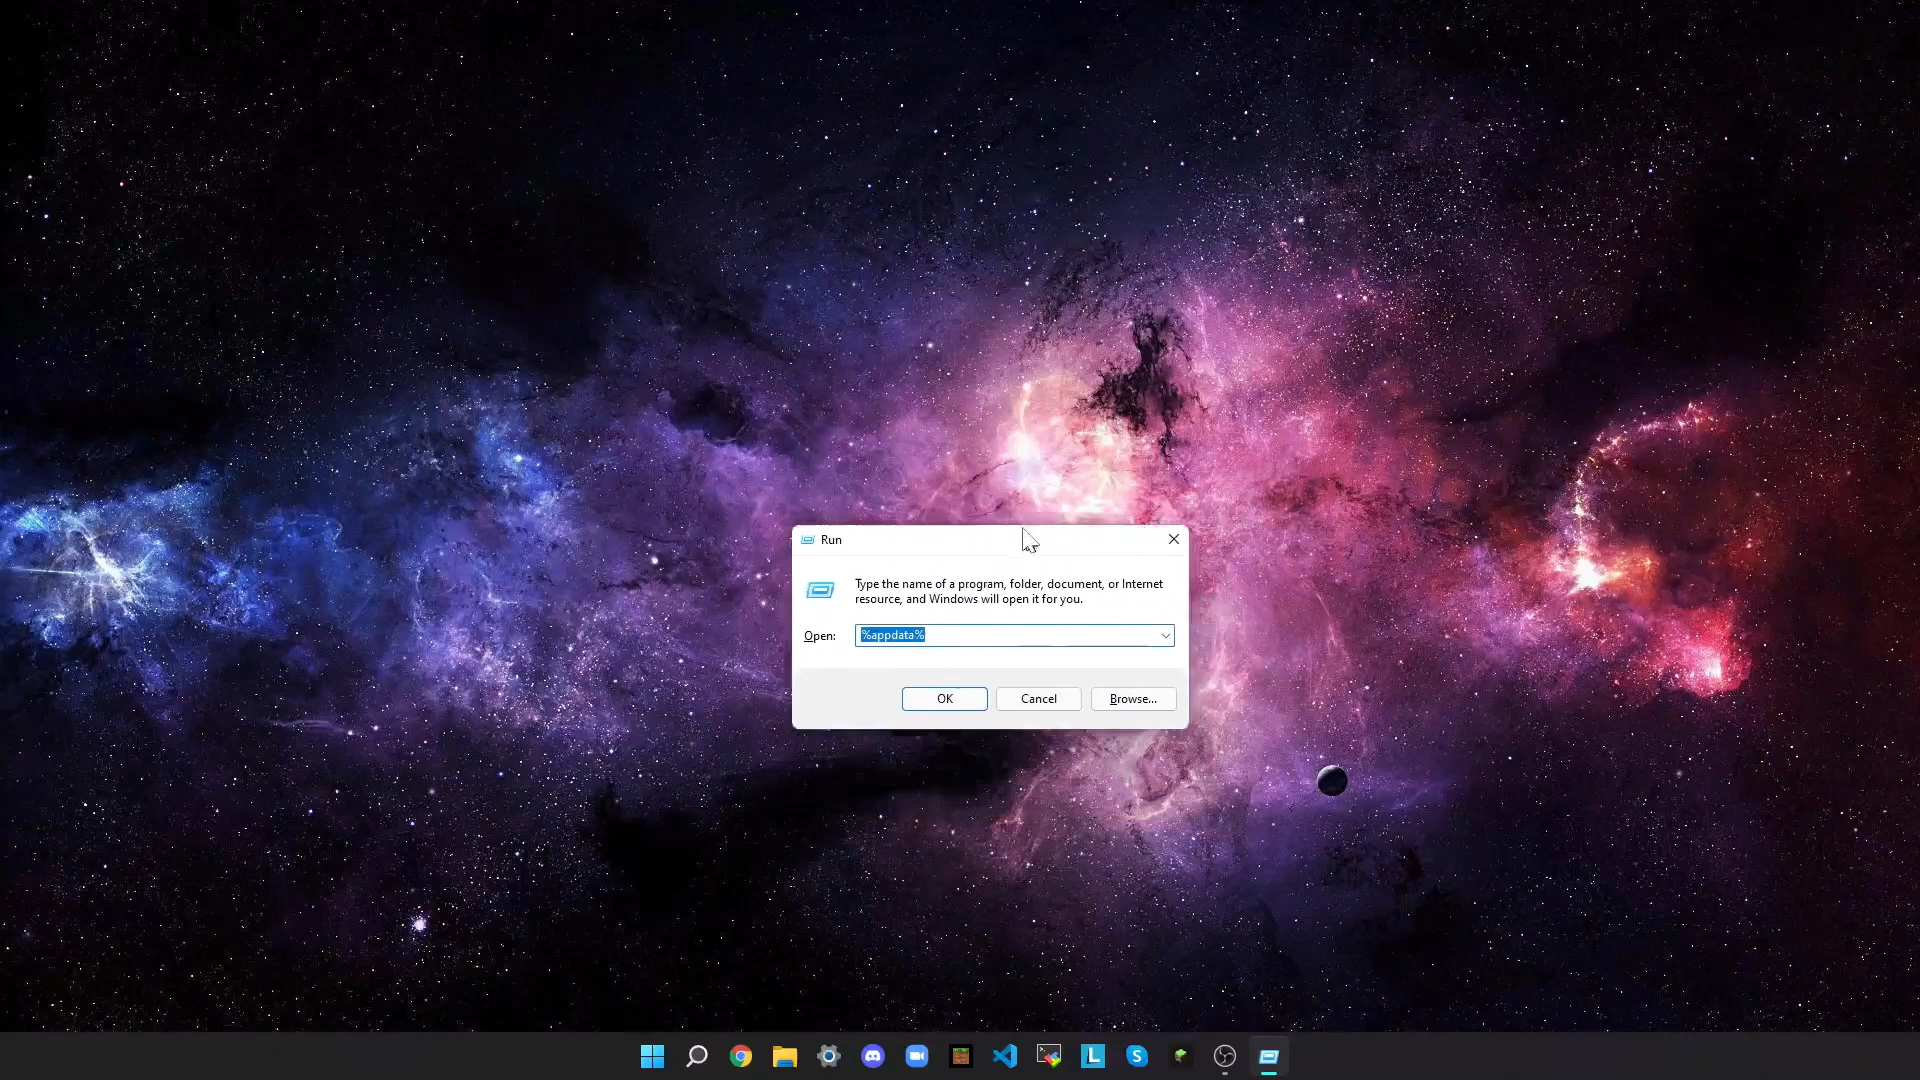 Run
Type the name of a program, folder, document, or Internet
resource, and Windows will open it for you.
Open:
%appdata%
OK
Cancel
Browse...
L
S